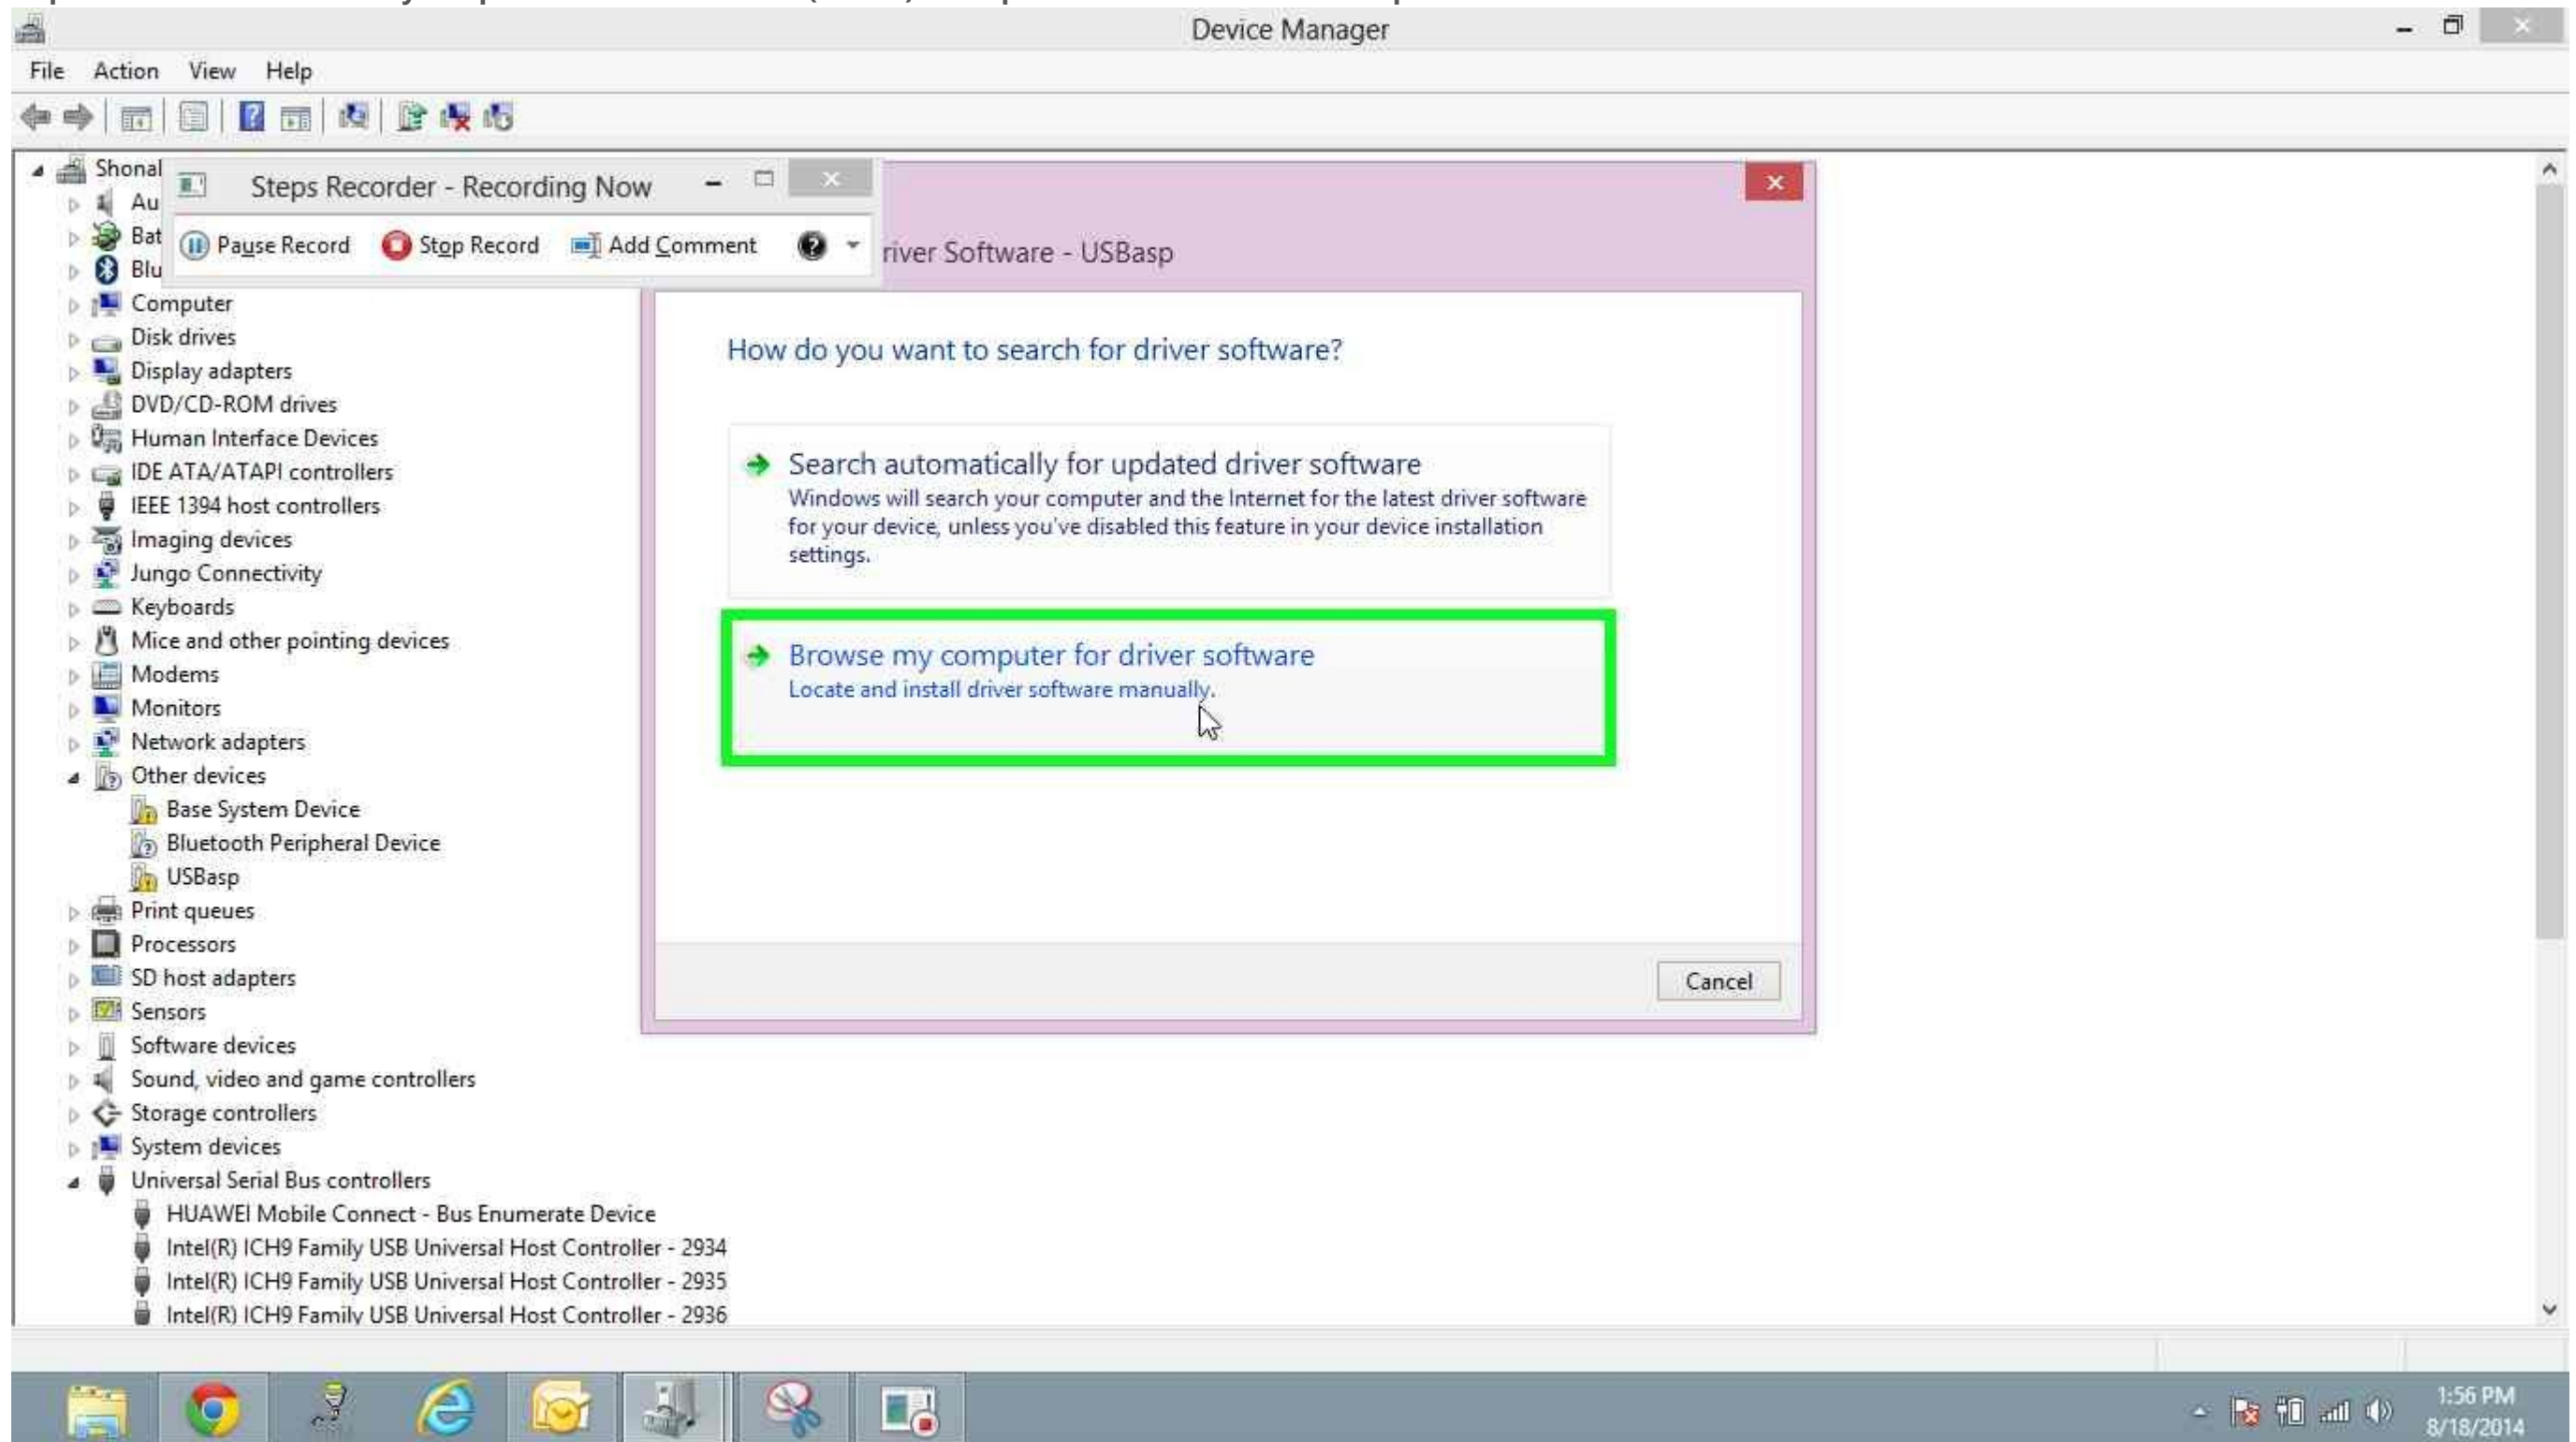 Device Manager
File Action View Help
Shonal
Au
Bat
Blu
Steps Recorder - Recording Now
Pause Record Stop Record Add Comment
river Software - USBasp
Computer
Disk drives
Display adapters
DVD/CD-ROM drives
Human Interface Devices
IDE ATA/ATAPI controllers
IEEE 1394 host controllers
Imaging devices
Jungo Connectivity
Keyboards
Mice and other pointing devices
Modems
Monitors
Network adapters
Other devices
Base System Device
Bluetooth Peripheral Device
USBasp
Print queues
Processors
SD host adapters
Sensors
Software devices
Sound, video and game controllers
Storage controllers
System devices
Universal Serial Bus controllers
HUAWEI Mobile Connect - Bus Enumerate Device
Intel(R) ICH9 Family USB Universal Host Controller - 2934
Intel(R) ICH9 Family USB Universal Host Controller - 2935
Intel(R) ICH9 Family USB Universal Host Controller - 2936
How do you want to search for driver software?
Search automatically for updated driver software
Windows will search your computer and the Internet for the latest driver software
for your device, unless you've disabled this feature in your device installation
settings.
Browse my computer for driver software
Locate and install driver software manually.
Cancel
1:56 PM
8/18/2014